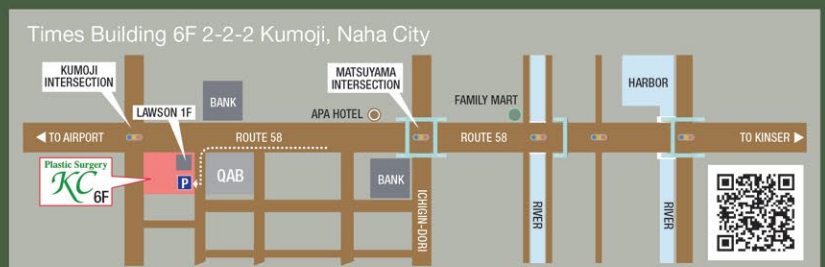 Times Building 6F 2-2-2 Kumoji, Naha City
KUMOJI
INTERSECTION
LAWSON 1F
BANK
MATSUYAMA
INTERSECTION
APA HOTEL
FAMILY MART
HARBOR
◀ TO AIRPORT
ROUTE 58
ROUTE 58
TO KINSER ▶
Plastic Surgery
KC
6F
P
QAB
BANK
ICHIGIN-DORI
RIVER
RIVER